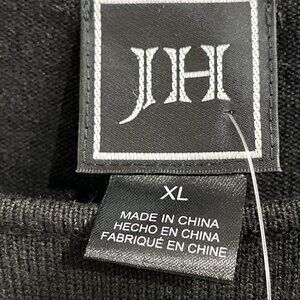 JH
XL
MADE IN CHINA
HECHO EN CHINA
FABRIQUÉ EN CHINE